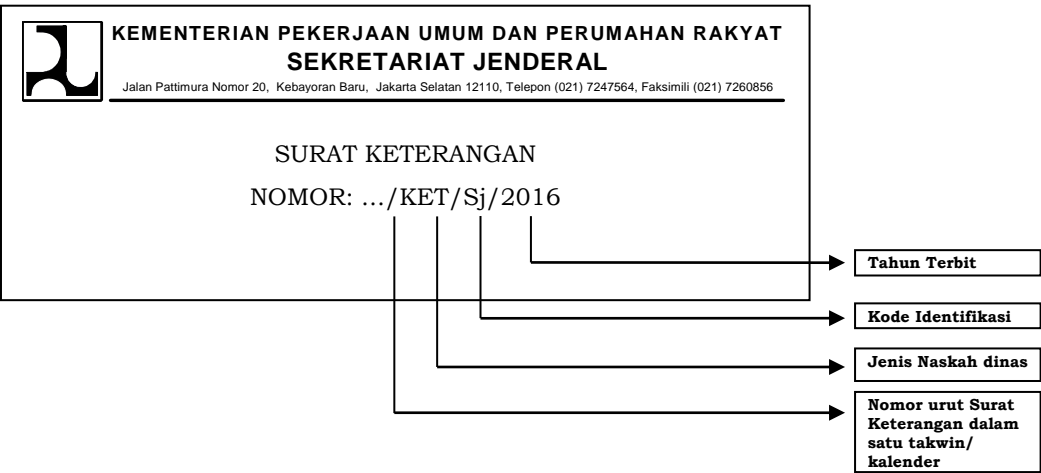 KEMENTERIAN PEKERJAAN UMUM DAN PERUMAHAN RAKYAT
SEKRETARIAT JENDERAL
Jalan Pattimura Nomor 20, Kebayoran Baru, Jakarta Selatan 12110, Telepon (021) 7247564, Faksimili (021) 7260856
SURAT KETERANGAN
NOMOR: .../KET/Sj/2016
Tahun Terbit
Kode Identifikasi
Jenis Naskah dinas
Nomor urut Surat
Keterangan dalam
satu takwin/
kalender